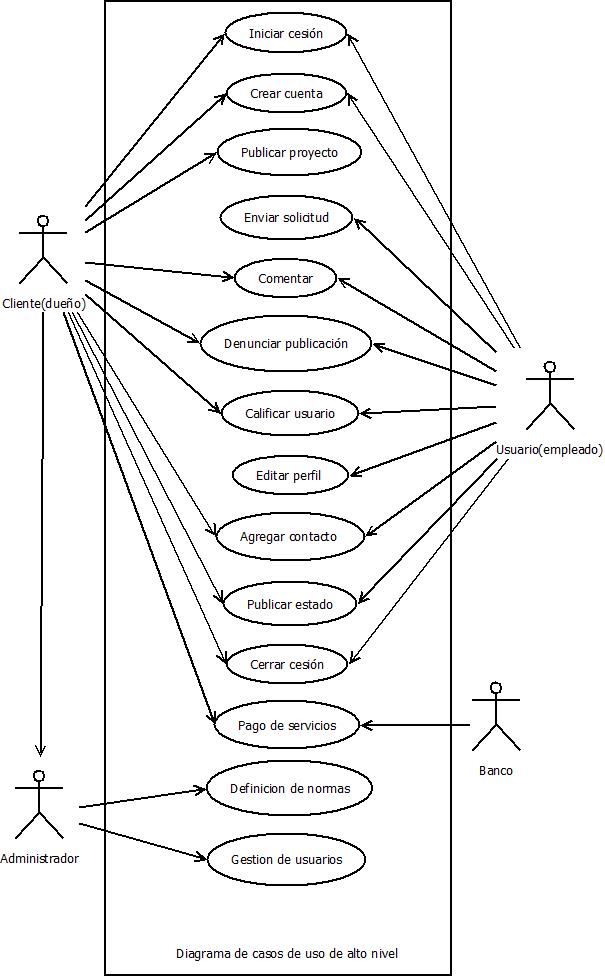 Iniciar cesión
Crear cuenta
Publicar proyecto
Enviar solicitud
Comentar
Cliente(dueño)
Denunciar publicación
Calificar usuario
Usuario(empleado)
Editar perfil
Agregar contacto
Publicar estado
Cerrar cesión
Pago de servicios
Banco
Definicion de normas
Administrador
Gestion de usuarios
Diagrama de casos de uso de alto nivel